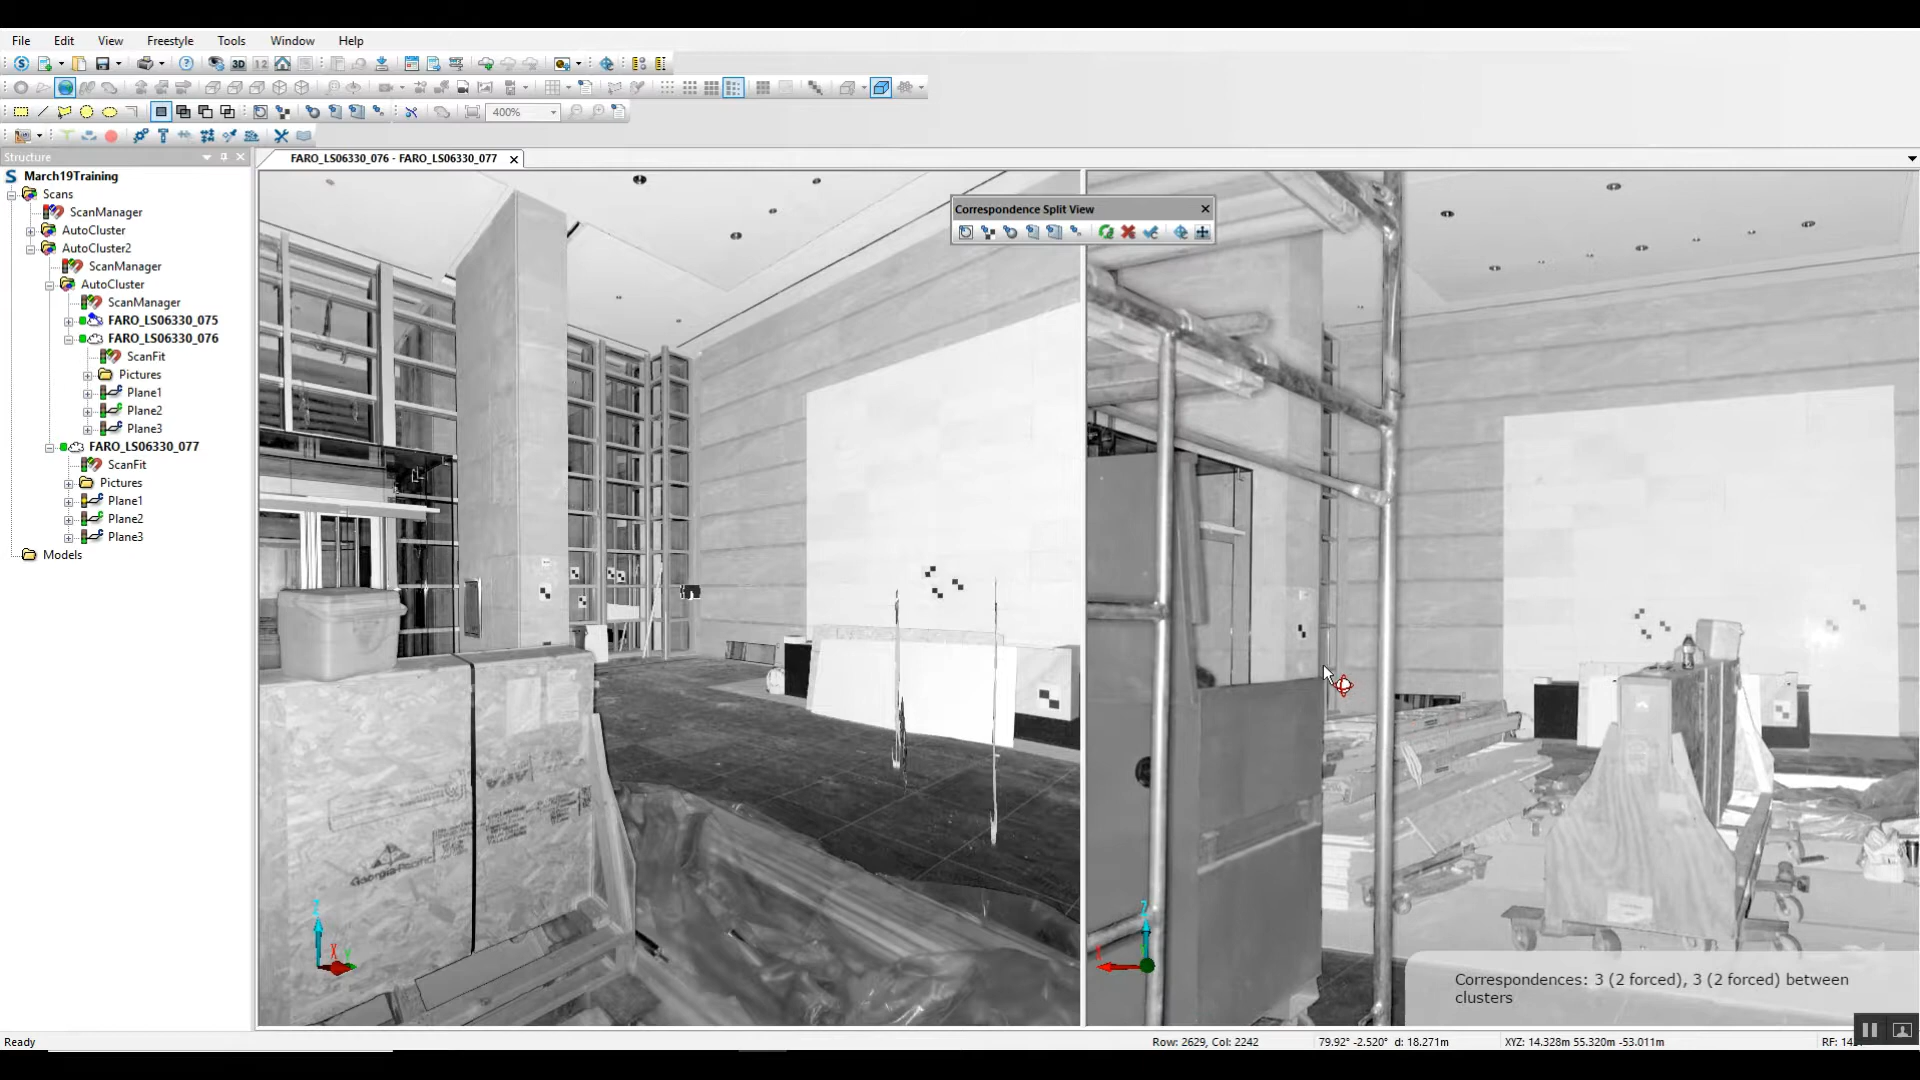 File Edit View Freestyle Tools Window Help
3D
400%
Structure
March19Training
Scans
ScanManager
AutoCluster
AutoCluster2
ScanManager
AutoCluster
ScanManager
FARO_LS06330_075
FARO_LS06330_076
ScanFit
Pictures
Plane1
Plane2
Plane3
FARO_LS06330_077
ScanFit
Pictures
Plane1
Plane2
Plane3
Models
FARO_LS06330_076 - FARO_LS06330_077
Correspondence Split View
Georgia-Pacific
Z
X
Z
X
Correspondences: 3 (2 forced), 3 (2 forced) between
clusters
Ready
Row: 2629, Col: 2242
79.92° -2.520° d: 18.271m
XYZ: 14.328m 55.320m -53.011m